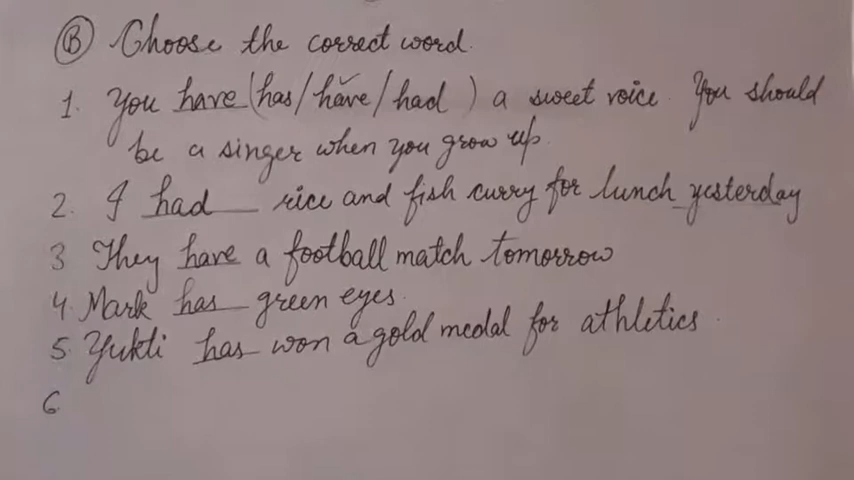 B Choose the correct word.
1. You have (has/have/had) a sweet voice. You should
be a singer when you grow up.
2. I had rice and fish curry for lunch yesterday
3 They have a football match tomorrow
4. Mark has green eyes.
5. Yukti has won a gold medal for athletics.
6